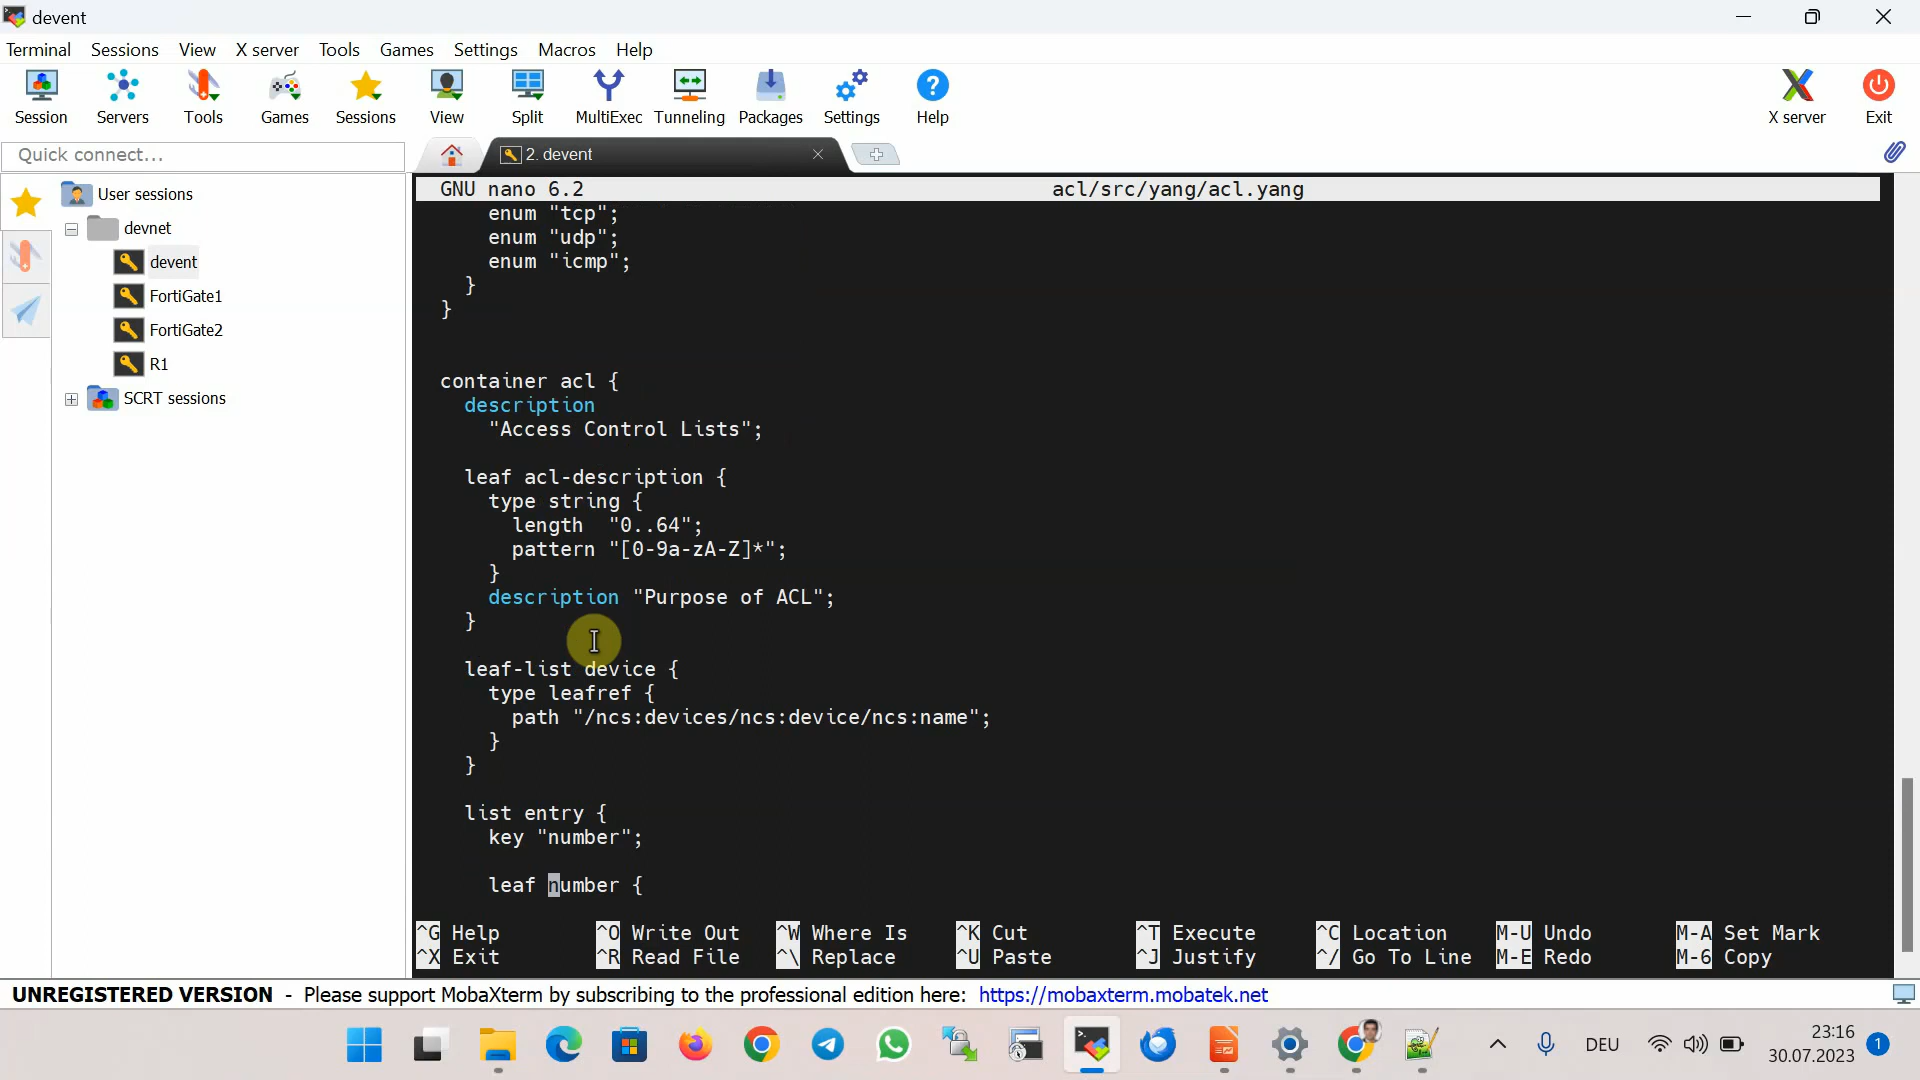 devent
Terminal Sessions View X server Tools Games Settings Macros Help
Session Servers Tools Games Sessions View Split MultiExec Tunneling Packages Settings Help X server Exit
Quick connect...
2. devent
User sessions
devnet
devent
FortiGate1
FortiGate2
R1
SCRT sessions
GNU nano 6.2 acl/src/yang/acl.yang
enum "tcp";
enum "udp";
enum "icmp";
}
}
container acl {
description
"Access Control Lists";
leaf acl-description {
type string {
length "0..64";
pattern "[0-9a-zA-Z]*";
}
description "Purpose of ACL";
}
leaf-list device {
type leafref {
path "/ncs:devices/ncs:device/ncs:name";
}
}
list entry {
key "number";
leaf number {
^G Help ^O Write Out ^W Where Is ^K Cut ^T Execute ^C Location M-U Undo M-A Set Mark
^X Exit ^R Read File ^\ Replace ^U Paste ^J Justify ^/ Go To Line M-E Redo M-6 Copy
UNREGISTERED VERSION - Please support MobaXterm by subscribing to the professional edition here: https://mobaxterm.mobatek.net
DEU
23:16
30.07.2023
1